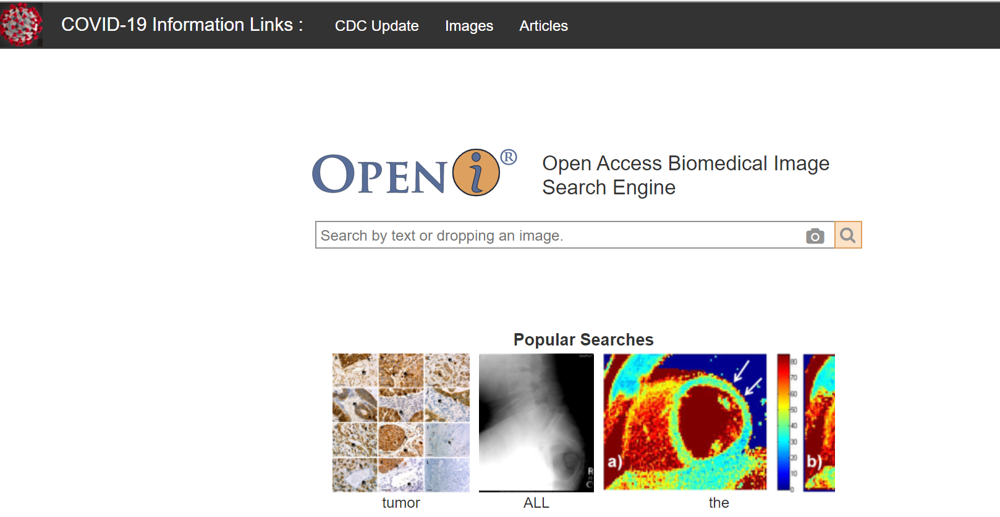 COVID-19 Information Links :
CDC Update
Images
Articles
OPEN i ®
Open Access Biomedical Image
Search Engine
Search by text or dropping an image.
Popular Searches
80
70
60
50
40
30
20
10
0
a)
b)
R
tumor
ALL
the